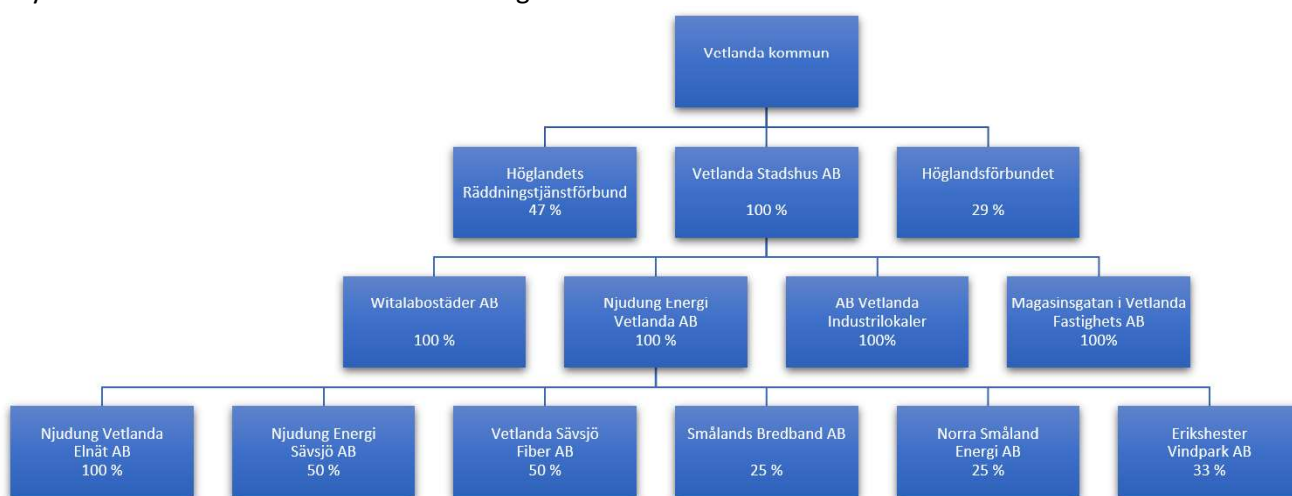 Vetlanda kommun
Höglandets
Räddningstjänstförbund
47 %
Vetlanda Stadshus AB
100 %
Höglandsförbundet
29 %
Witalabostäder AB
100 %
Njudung Energi
Vetlanda AB
100 %
AB Vetlanda
Industrilokaler
100%
Magasinsgatan i Vetlanda
Fastighets AB
100%
Njudung Vetlanda
Elnät AB
100 %
Njudung Energi
Sävsjö AB
50 %
Vetlanda Sävsjö
Fiber AB
50 %
Smålands Bredband AB
25 %
Norra Småland
Energi AB
25 %
Erikshester
Vindpark AB
33 %